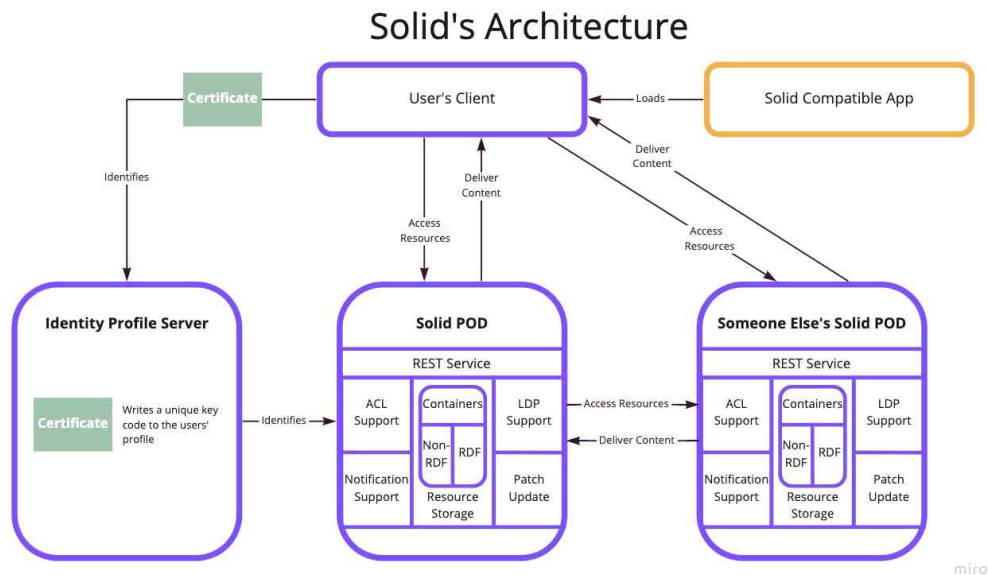 Solid's Architecture
Certificate
User's Client
Loads
Solid Compatible App
Deliver
Content
Identifies
Deliver
Content
Access
Resources
Access
Resources
Identity Profile Server
Certificate
Writes a unique key
code to the users'
profile
Identifies
Solid POD
REST Service
ACL
Support
Containers
Non-
RDF
RDF
LDP
Support
Notification
Support
Resource
Storage
Patch
Update
Access Resources
Deliver Content
Someone Else's Solid POD
REST Service
ACL
Support
Containers
Non-
RDF
RDF
LDP
Support
Notification
Support
Resource
Storage
Patch
Update
miro